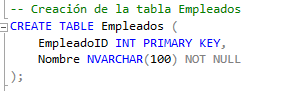 -- Creación de la tabla Empleados
CREATE TABLE Empleados (
    EmpleadoID INT PRIMARY KEY,
    Nombre NVARCHAR(100) NOT NULL
);